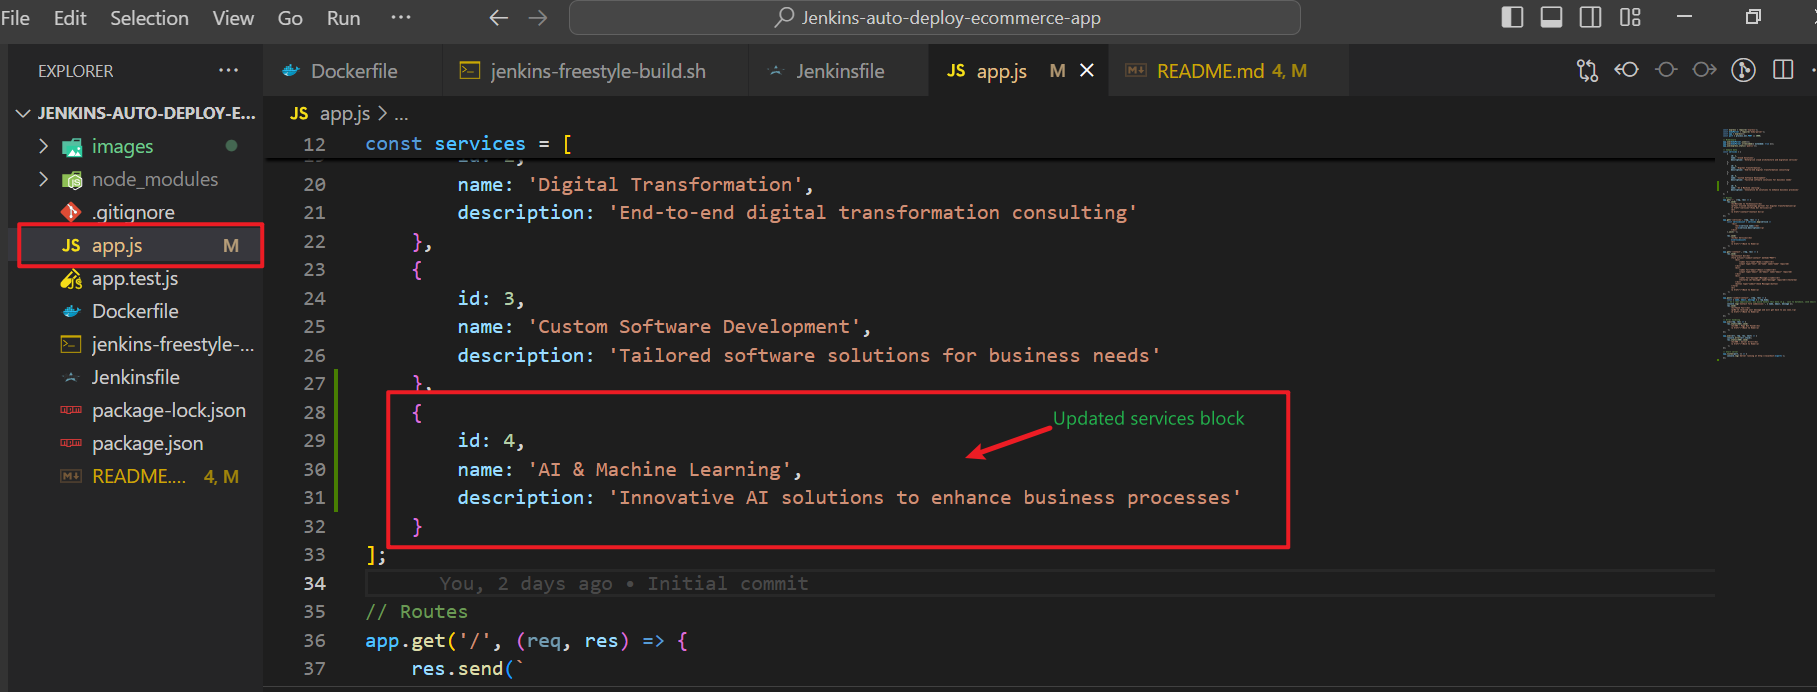 File Edit Selection View Go Run ···
Jenkins-auto-deploy-ecommerce-app
EXPLORER ···
JENKINS-AUTO-DEPLOY-E...
images
node_modules
.gitignore
JS app.js M
app.test.js
Dockerfile
jenkins-freestyle-...
Jenkinsfile
package-lock.json
package.json
README.... 4, M
Dockerfile
jenkins-freestyle-build.sh
Jenkinsfile
JS app.js M
README.md 4, M
JS app.js > ...
12 const services = [
20 name: 'Digital Transformation',
21 description: 'End-to-end digital transformation consulting'
22 },
23 {
24 id: 3,
25 name: 'Custom Software Development',
26 description: 'Tailored software solutions for business needs'
27 },
28 {
Updated services block
29 id: 4,
30 name: 'AI & Machine Learning',
31 description: 'Innovative AI solutions to enhance business processes'
32 }
33 ];
34 You, 2 days ago • Initial commit
35 // Routes
36 app.get('/', (req, res) => {
37 res.send(`